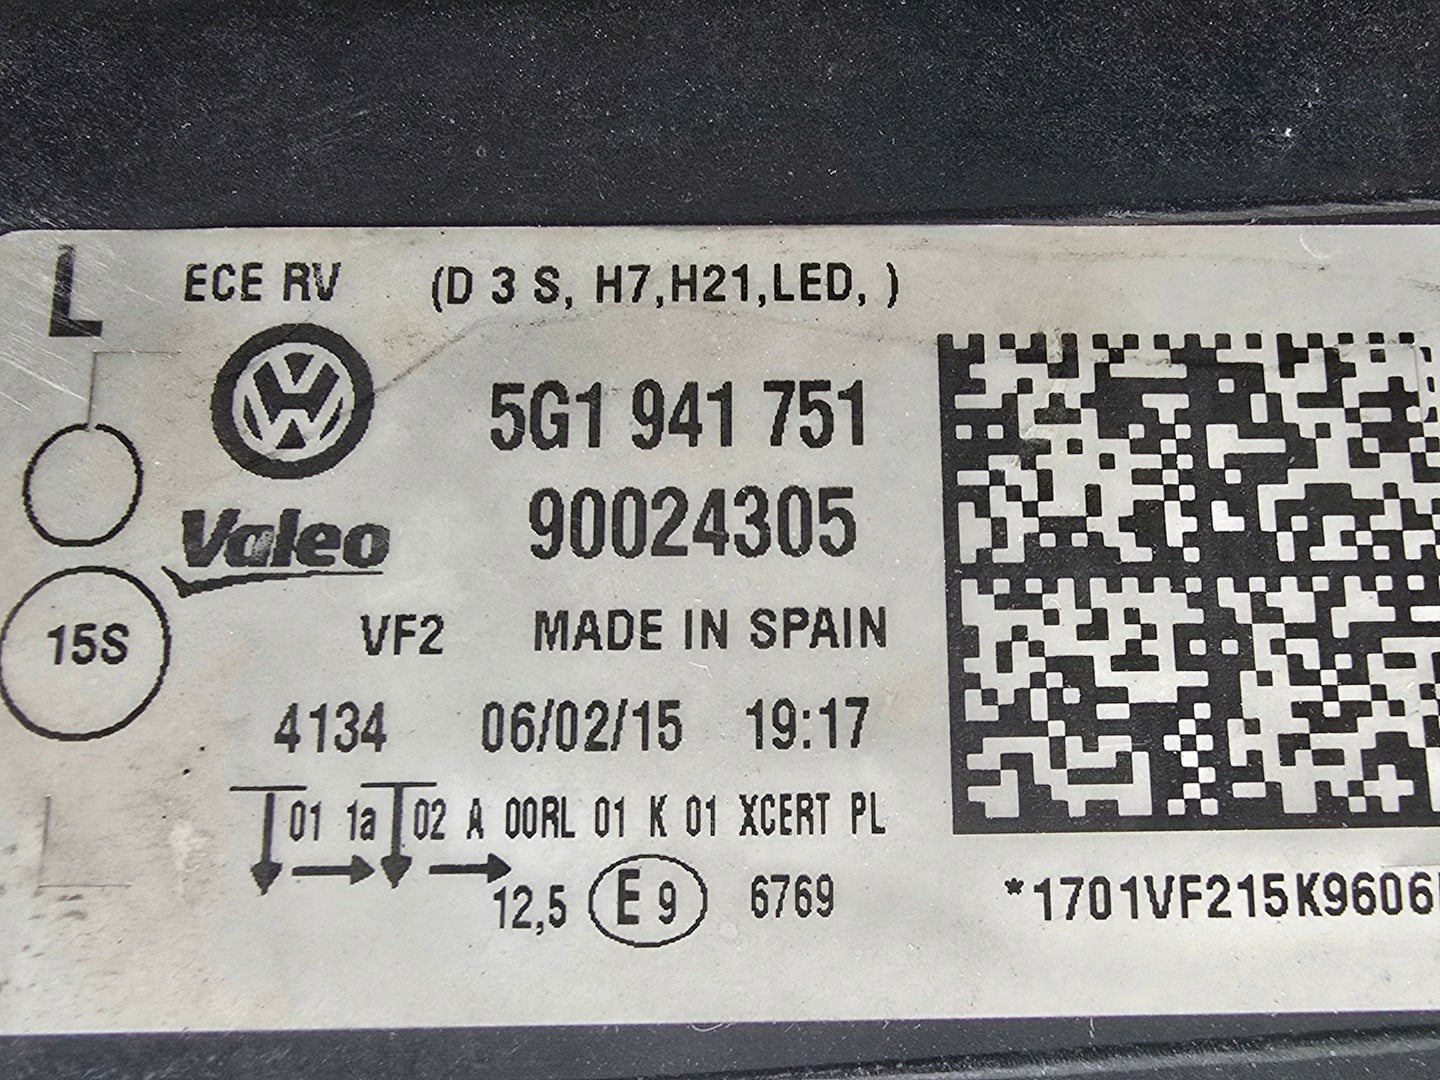 L ECE RV (D 3 S, H7,H21,LED, )
5G1 941 751
Valeo 90024305
15S VF2 MADE IN SPAIN
4134 06/02/15 19:17
01 1a 02 A 00RL 01 K 01 XCERT PL
12,5 E 9 6769 *1701VF215K9606